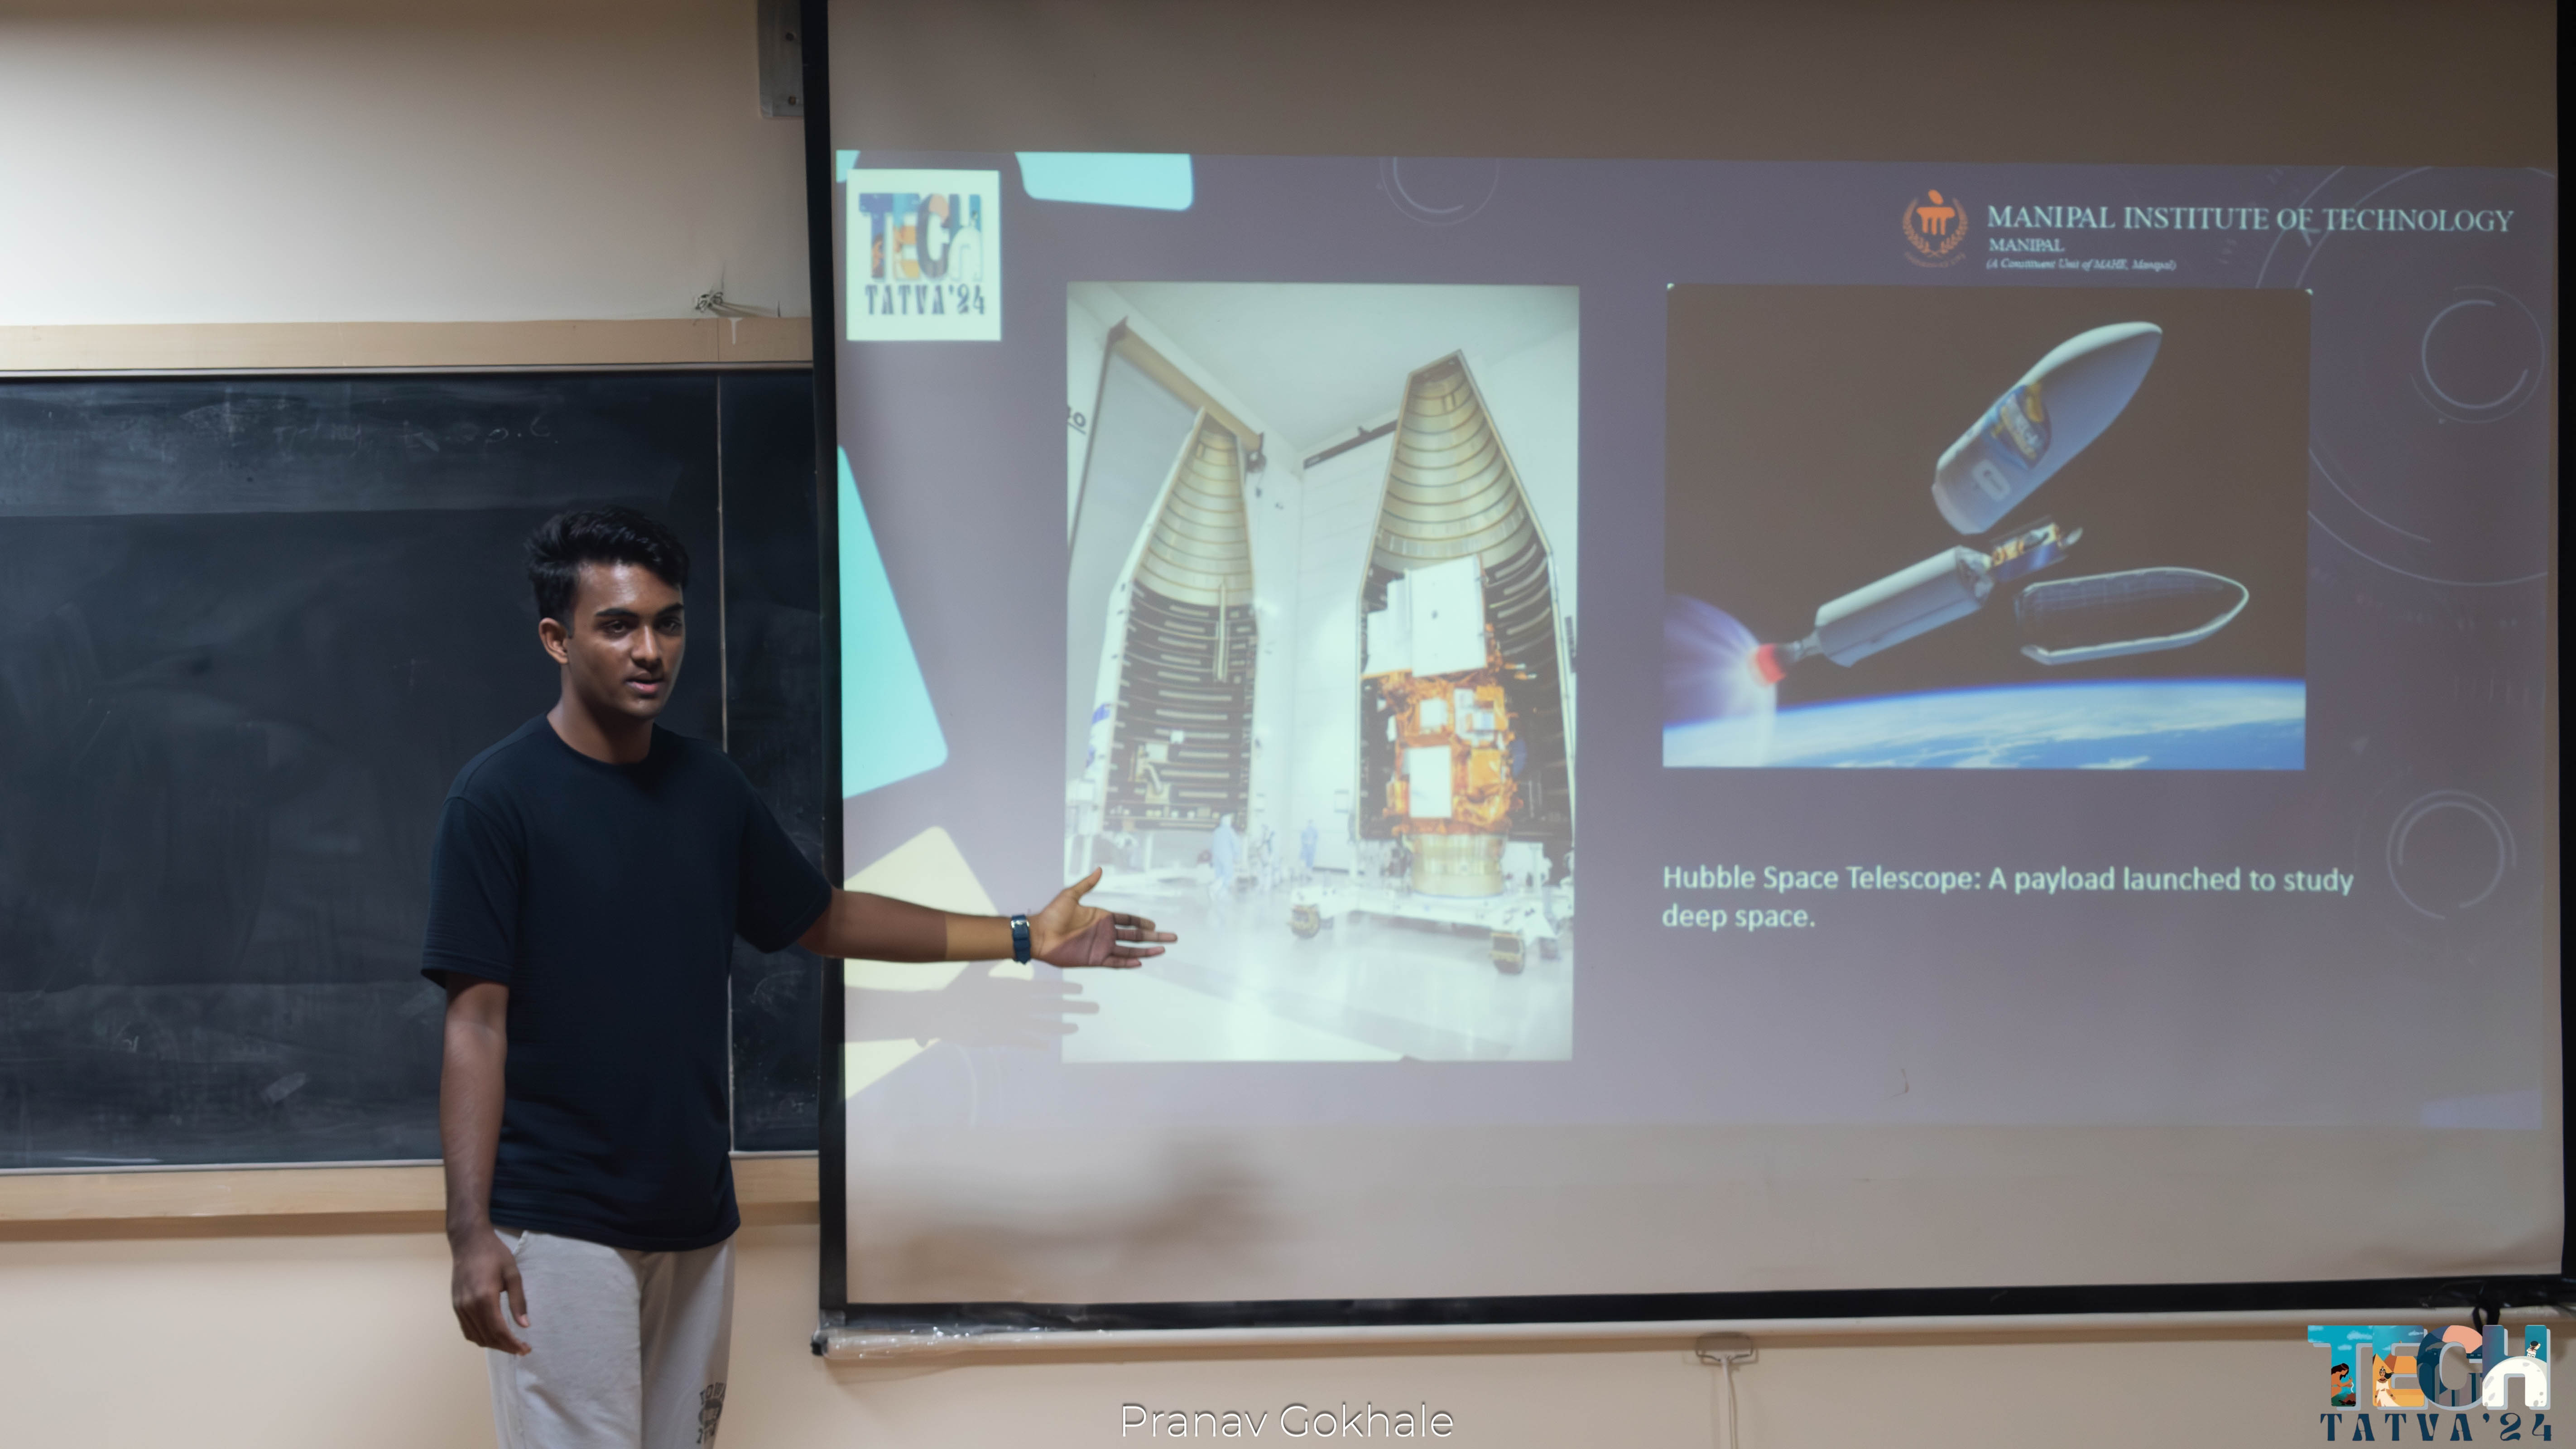 TECH
TATVA'24
MANIPAL INSTITUTE OF TECHNOLOGY
MANIPAL
(A Constituent Unit of MAHE, Manipal)
Hubble Space Telescope: A payload launched to study
deep space.
Pranav Gokhale
TECH
TATVA'24